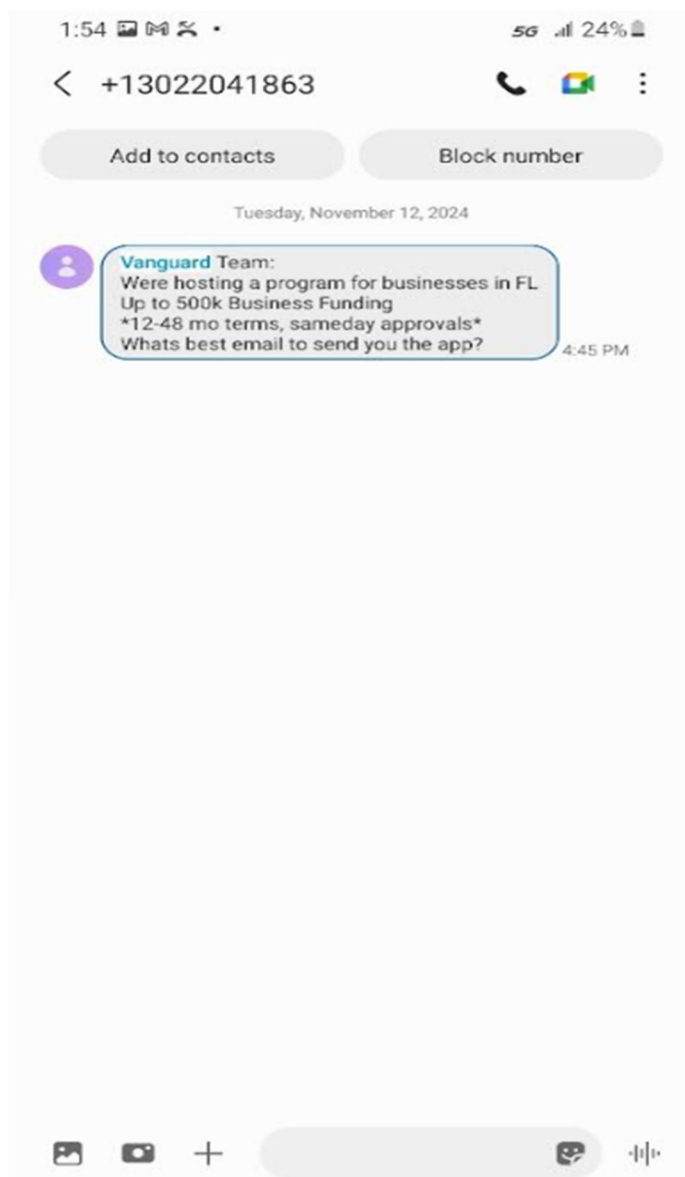 1:54 5G 24%
+13022041863
Add to contacts Block number
Tuesday, November 12, 2024
Vanguard Team:
Were hosting a program for businesses in FL
Up to 500k Business Funding
*12-48 mo terms, sameday approvals*
Whats best email to send you the app?
4:45 PM